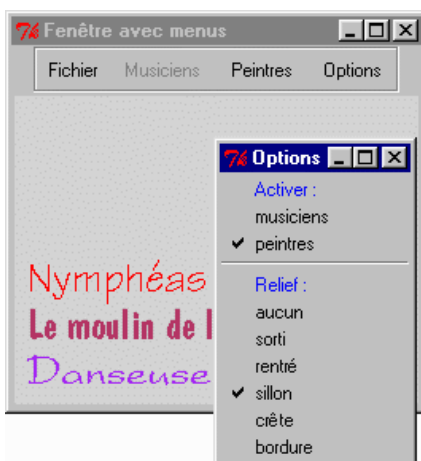 Fenêtre avec menus
Fichier Musiciens Peintres Options
Options
Activer :
musiciens
peintres
Relief :
aucun
sorti
rentré
sillon
crête
bordure
Nymphéas
Le moulin de l
Danseuse